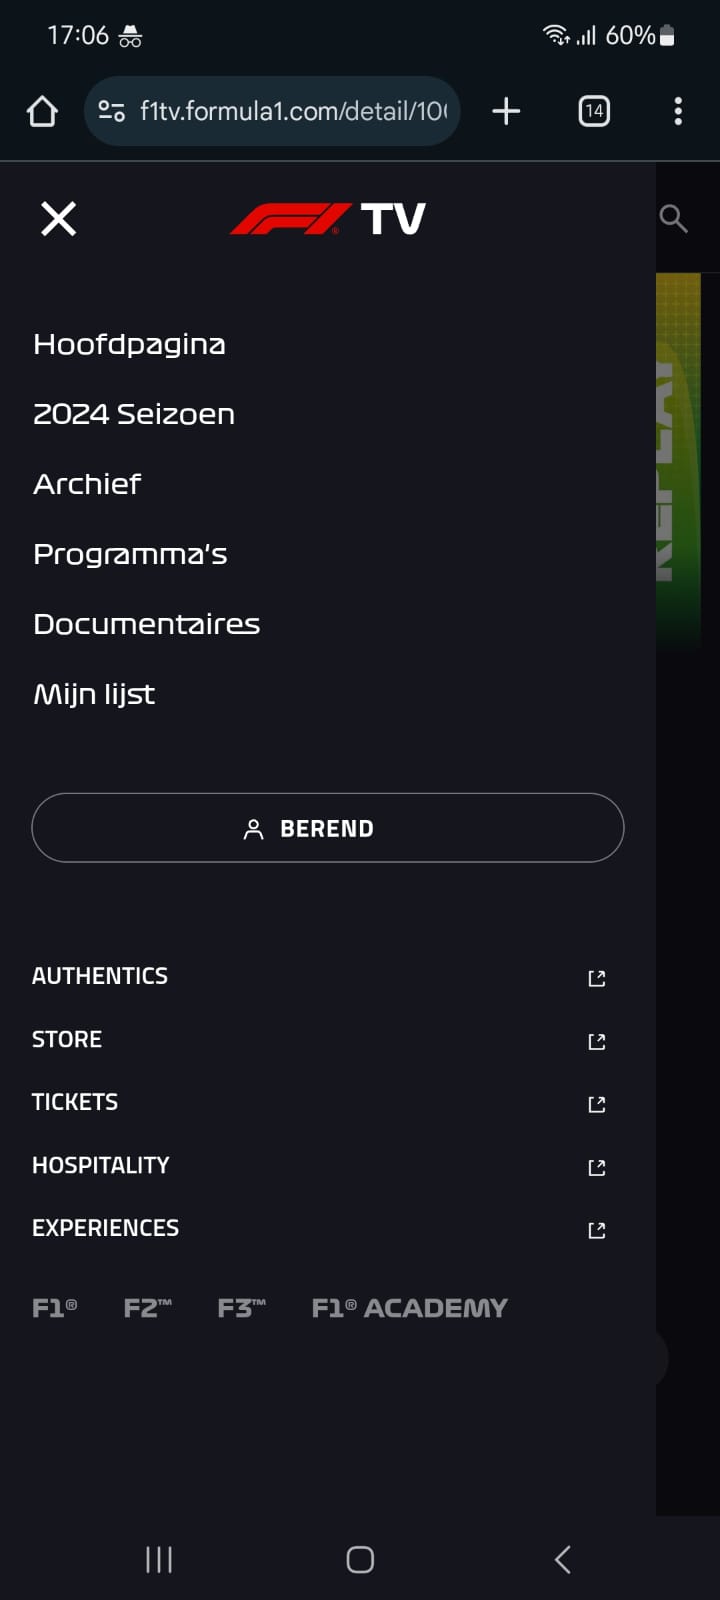 17:06 60%
f1tv.formula1.com/detail/10 14
F1® TV
Hoofdpagina
2024 Seizoen
Archief
Programma's
Documentaires
Mijn lijst
BEREND
AUTHENTICS
STORE
TICKETS
HOSPITALITY
EXPERIENCES
F1® F2™ F3™ F1® ACADEMY
REPLAY